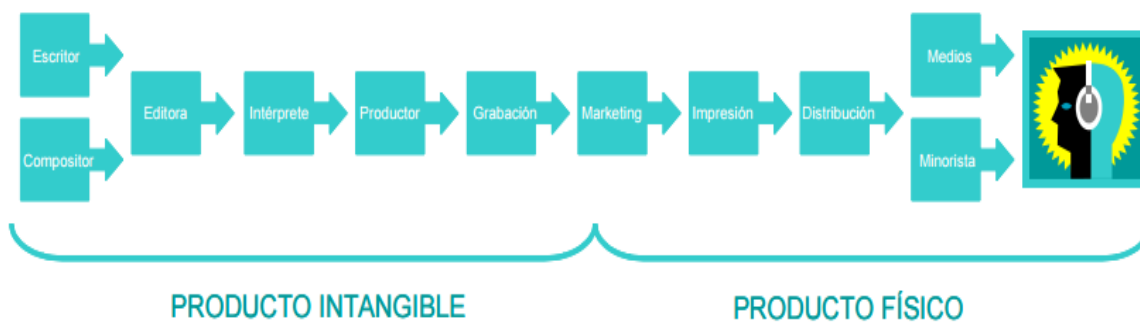 Escritor
Compositor
Editora
Intérprete
Productor
Grabación
Marketing
Impresión
Distribución
Medios
Minorista
PRODUCTO INTANGIBLE
PRODUCTO FÍSICO